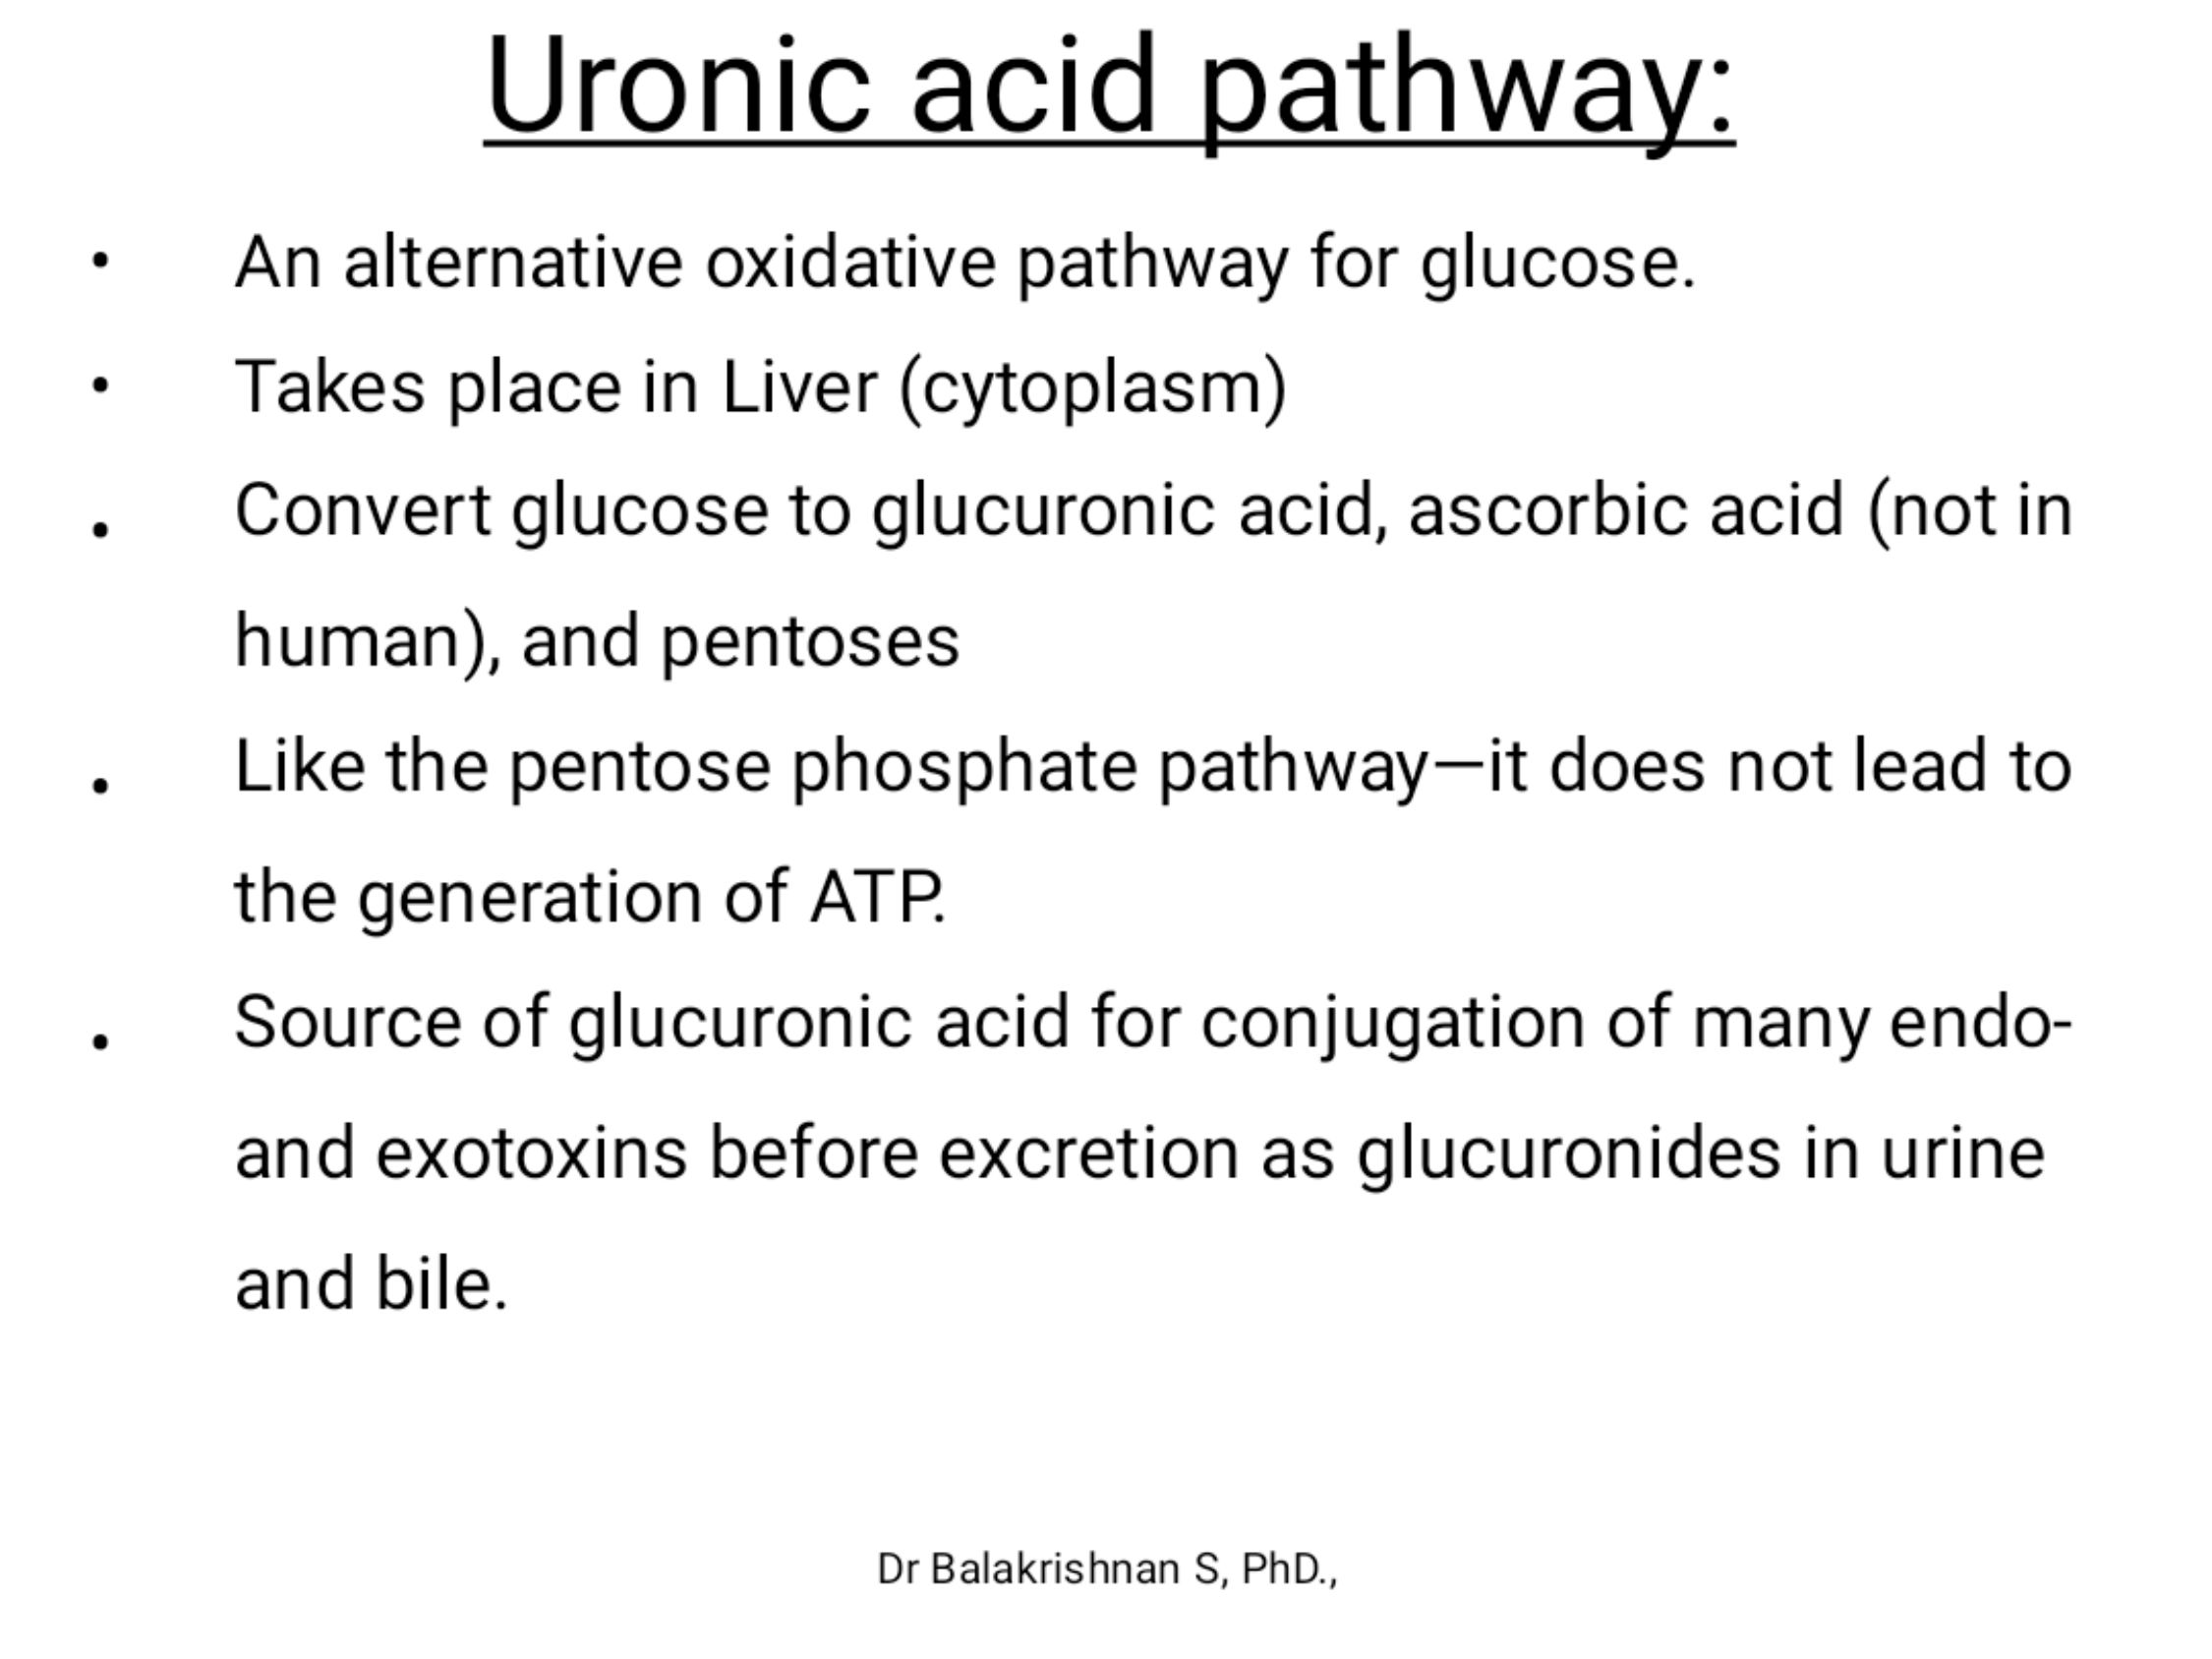 Uronic acid pathway:
• An alternative oxidative pathway for glucose.
• Takes place in Liver (cytoplasm)
• Convert glucose to glucuronic acid, ascorbic acid (not in
human), and pentoses
• Like the pentose phosphate pathway—it does not lead to
the generation of ATP.
• Source of glucuronic acid for conjugation of many endo-
and exotoxins before excretion as glucuronides in urine
and bile.
Dr Balakrishnan S, PhD.,